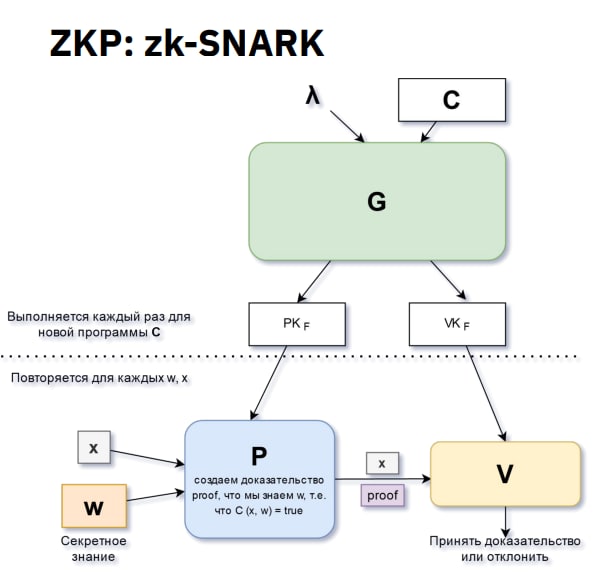 ZKP: zk-SNARK
λ
C
G
Выполняется каждый раз для
новой программы C
PK F
VK F
Повторяется для каждых w, x
x
w
Секретное
знание
P
создаем доказательство
proof, что мы знаем w, т.е.
что C (x, w) = true
x
proof
V
Принять доказательство
или отклонить